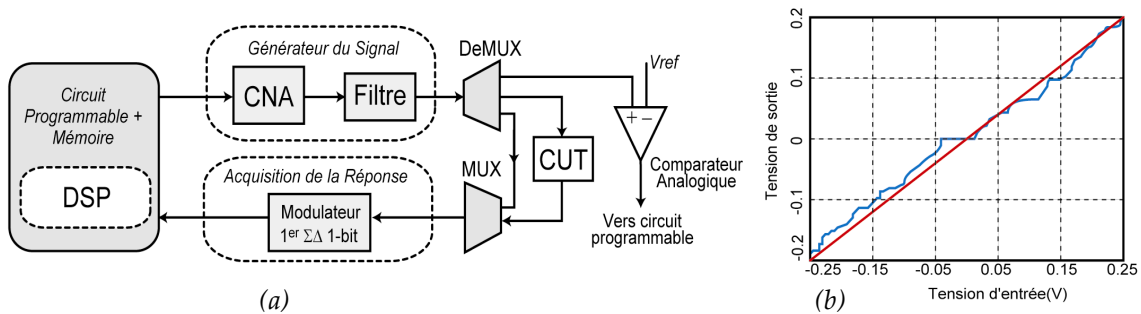 Circuit
Programmable +
Mémoire
DSP
Générateur du Signal
CNA
Filtre
DeMUX
Vref
+ -
CUT
Comparateur
Analogique
Vers circuit
programmable
MUX
Acquisition de la Réponse
Modulateur
1er ΣΔ 1-bit
(a)
Tension de sortie
0.2
0.1
0
-0.1
-0.2
-0.25 -0.15 -0.05 0.05 0.15 0.25
Tension d'entrée(V)
(b)